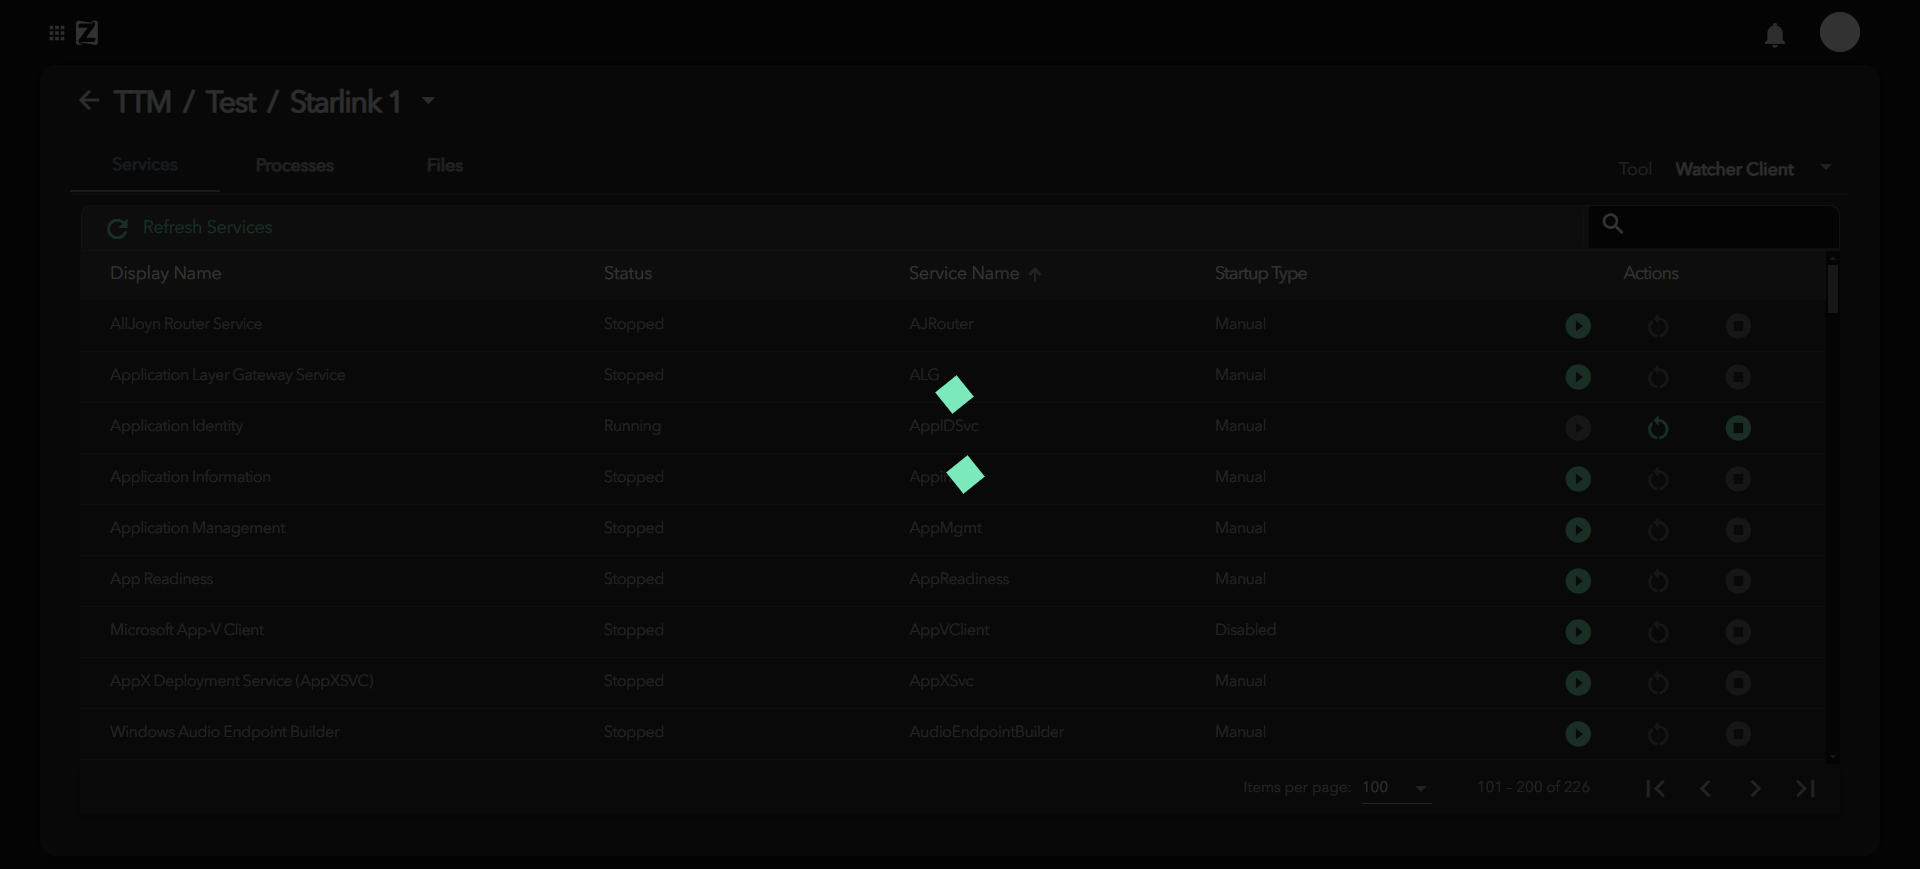 Z
TTM / Test / Starlink 1
Services Processes Files Tool Watcher Client
Refresh Services
Display Name Status Service Name Startup Type Actions
AllJoyn Router Service Stopped AJRouter Manual
Application Layer Gateway Service Stopped ALG Manual
Application Identity Running AppIDSvc Manual
Application Information Stopped Manual
Application Management Stopped AppMgmt Manual
App Readiness Stopped AppReadiness Manual
Microsoft App-V Client Stopped AppVClient Disabled
AppX Deployment Service (AppXSVC) Stopped AppXSvc Manual
Windows Audio Endpoint Builder Stopped AudioEndpointBuilder Manual
Items per page: 100 101 - 200 of 226